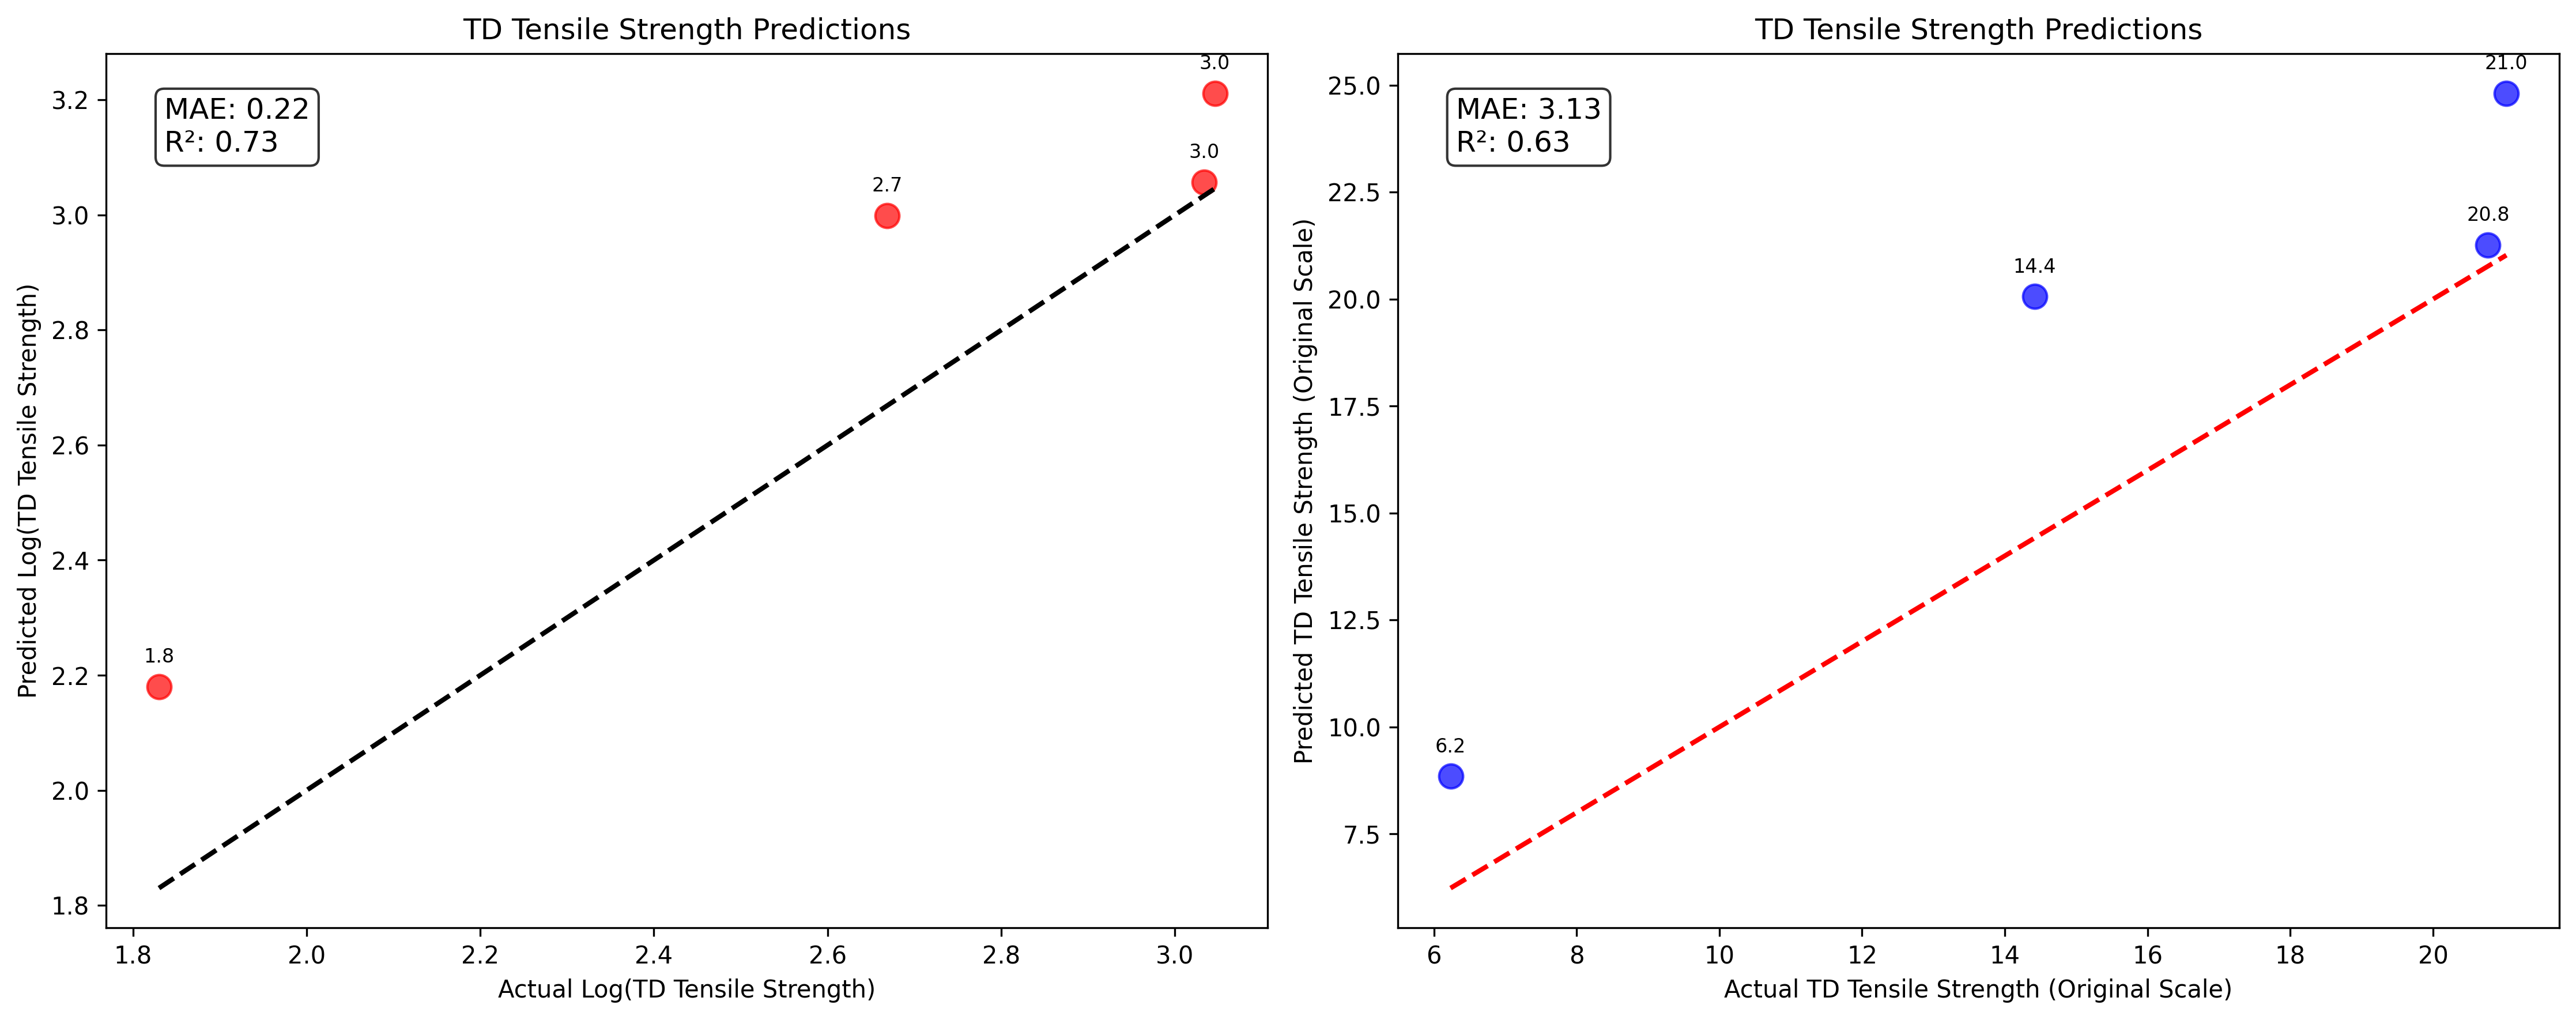 TD Tensile Strength Predictions
MAE: 0.22
R²: 0.73
3.0
3.0
2.7
1.8
3.2
3.0
2.8
2.6
2.4
2.2
2.0
1.8
Predicted Log(TD Tensile Strength)
1.8 2.0 2.2 2.4 2.6 2.8 3.0
Actual Log(TD Tensile Strength)
TD Tensile Strength Predictions
MAE: 3.13
R²: 0.63
21.0
20.8
14.4
6.2
25.0
22.5
20.0
17.5
15.0
12.5
10.0
7.5
Predicted TD Tensile Strength (Original Scale)
6 8 10 12 14 16 18 20
Actual TD Tensile Strength (Original Scale)